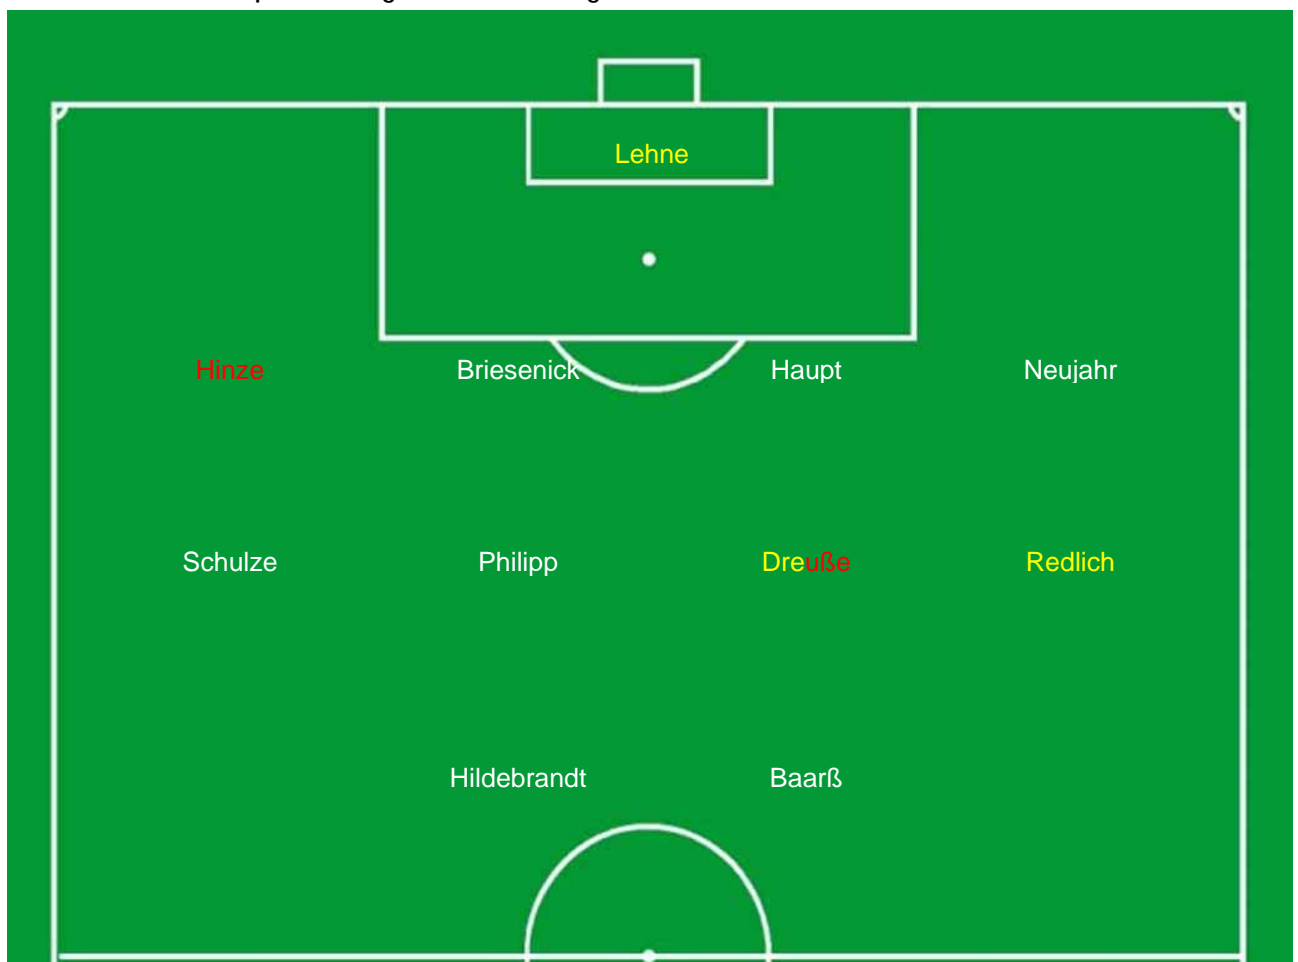 Lehne
Hinze Briesenick Haupt Neujahr
Schulze Philipp Dreuße Redlich
Hildebrandt Baarß